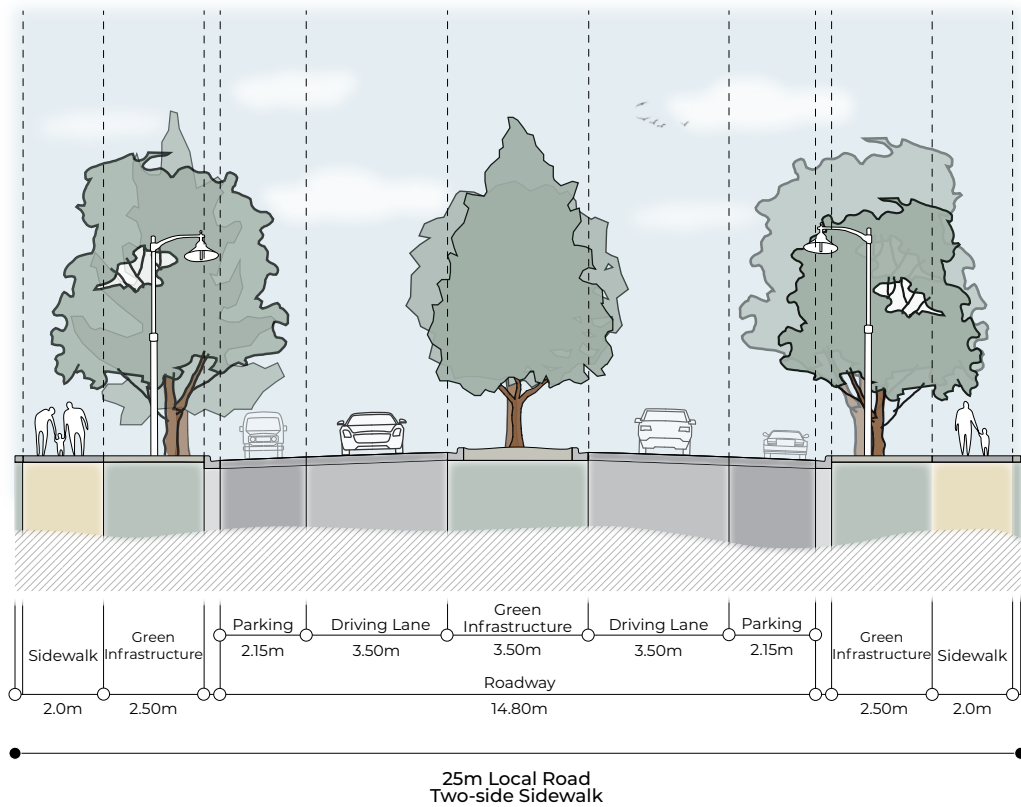 Parking
Driving Lane
Green
Infrastructure
Driving Lane
Parking
2.15m
3.50m
3.50m
3.50m
2.15m
Sidewalk
Green
Infrastructure
Green
Infrastructure
Sidewalk
Roadway
2.0m
2.50m
14.80m
2.50m
2.0m
25m Local Road
Two-side Sidewalk